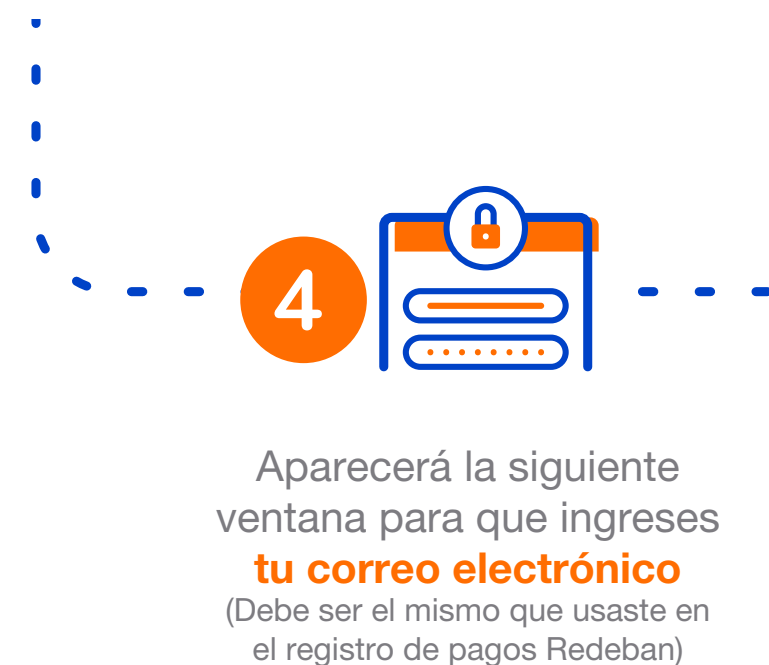 4
Aparecerá la siguiente
ventana para que ingreses
tu correo electrónico
(Debe ser el mismo que usaste en
el registro de pagos Redeban)